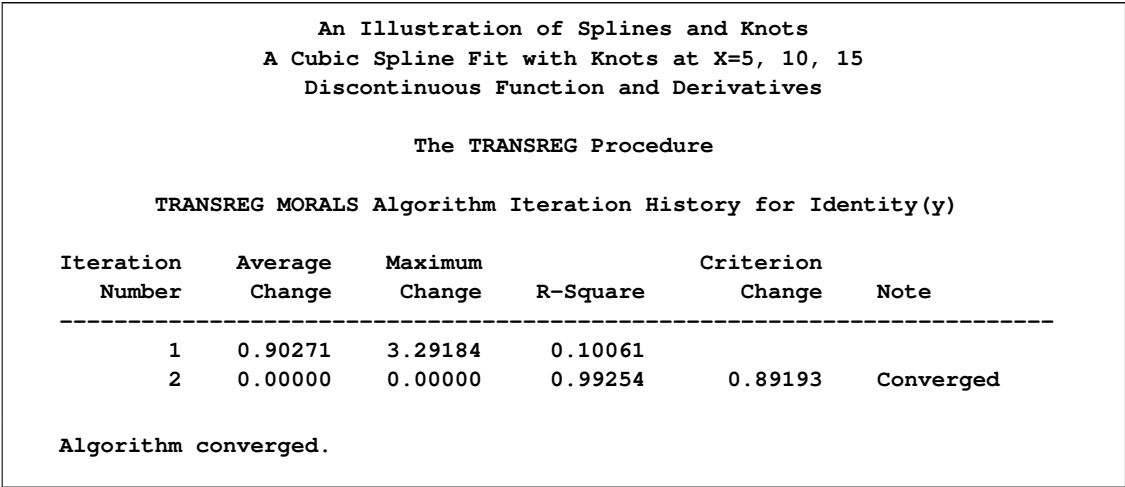 An Illustration of Splines and Knots
A Cubic Spline Fit with Knots at X=5, 10, 15
Discontinuous Function and Derivatives
The TRANSREG Procedure
TRANSREG MORALS Algorithm Iteration History for Identity(y)
Iteration Average Maximum Criterion
Number Change Change R-Square Change Note
1 0.90271 3.29184 0.10061
2 0.00000 0.00000 0.99254 0.89193 Converged
Algorithm converged.